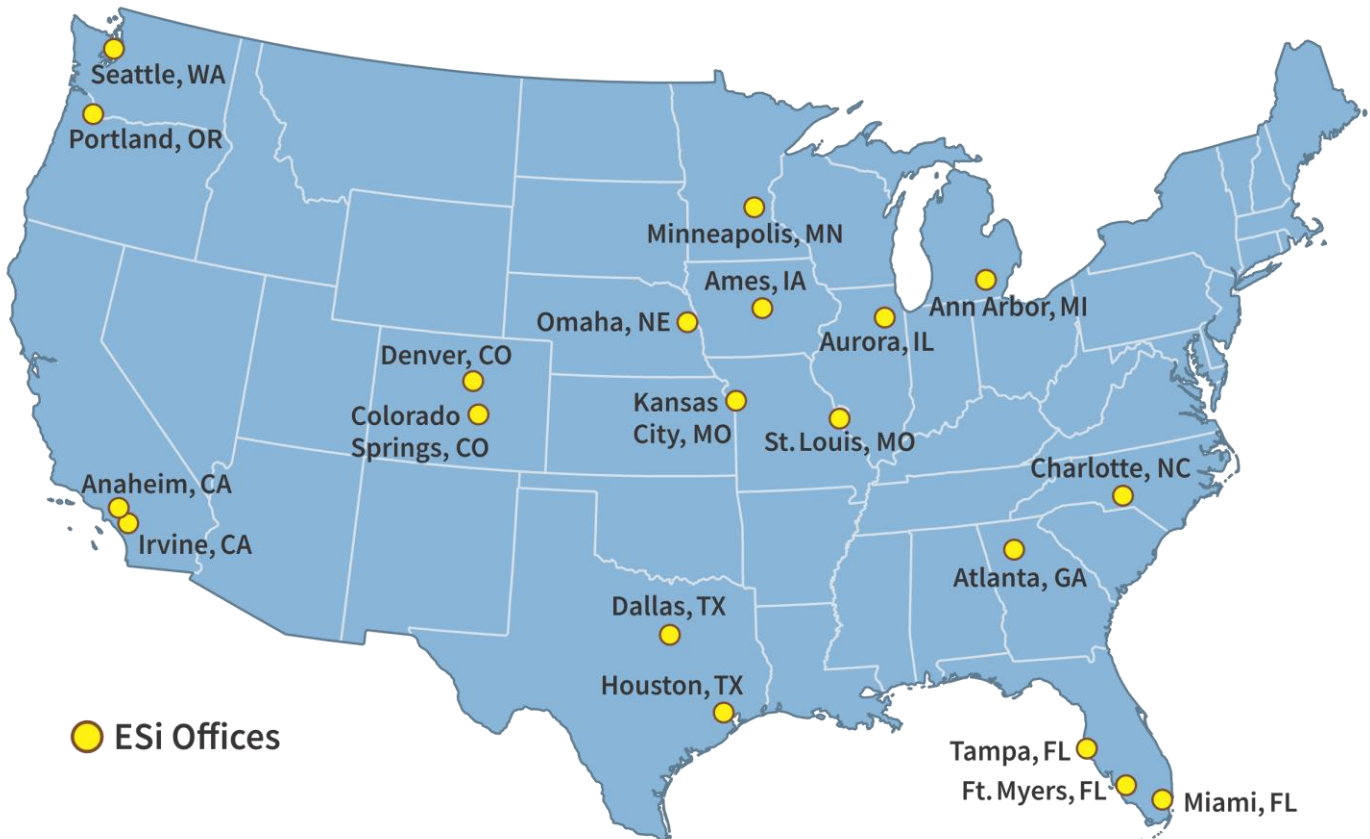 Seattle, WA
Portland, OR
Minneapolis, MN
Ames, IA
Ann Arbor, MI
Omaha, NE
Aurora, IL
Denver, CO
Colorado
Springs, CO
Kansas
City, MO
St. Louis, MO
Charlotte, NC
Anaheim, CA
Irvine, CA
Atlanta, GA
Dallas, TX
Houston, TX
ESi Offices
Tampa, FL
Ft. Myers, FL
Miami, FL